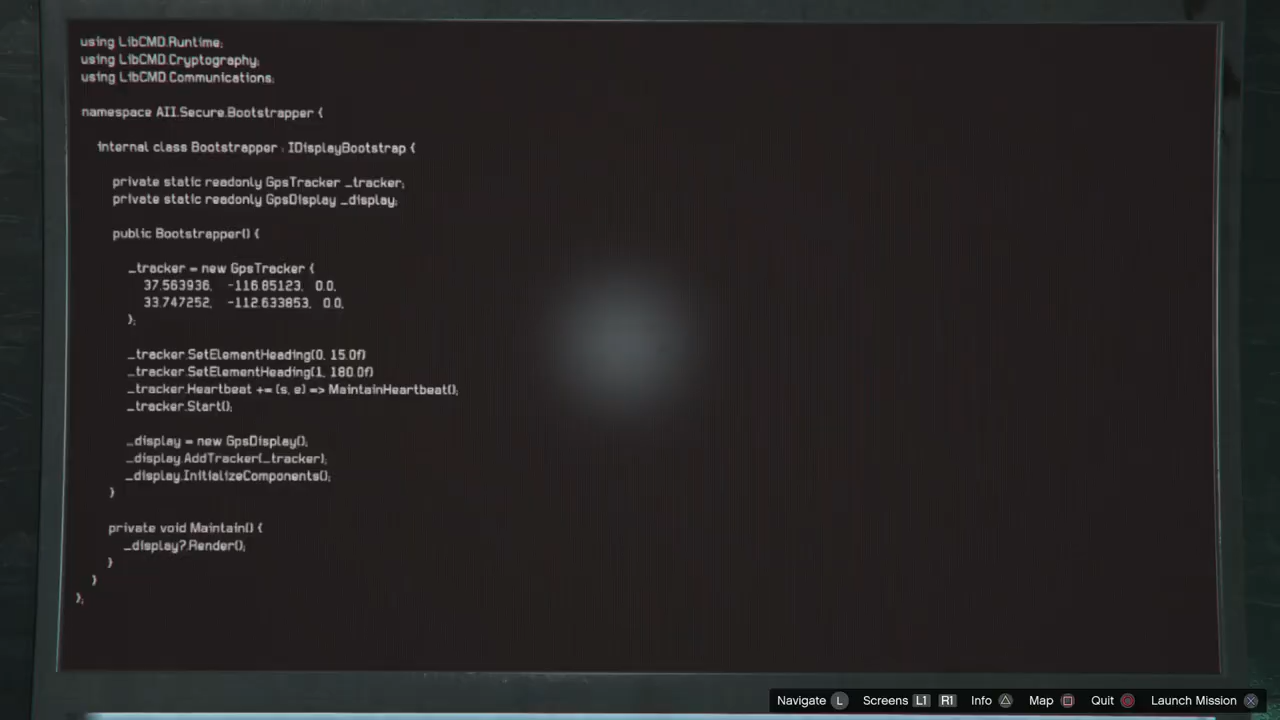 using LibCMD.Runtime;
using LibCMD.Cryptography;
using LibCMD.Communications;
namespace AII.Secure.Bootstrapper {
internal class Bootstrapper : IDisplayBootstrap {
private static readonly GpsTracker _tracker;
private static readonly GpsDisplay _display;
public Bootstrapper() {
_tracker = new GpsTracker {
37.563936, -116.85123, 0.0,
33.747252, -112.633853, 0.0,
};
_tracker.SetElementHeading(0, 15.0f)
_tracker.SetElementHeading(1, 180.0f)
_tracker.Heartbeat += (s, e) => MaintainHeartbeat();
_tracker.Start();
_display = new GpsDisplay();
_display.AddTracker(_tracker);
_display.InitializeComponents();
}
private void Maintain() {
_display?.Render();
}
}
};
Navigate L Screens L1 R1 Info Map Quit Launch Mission